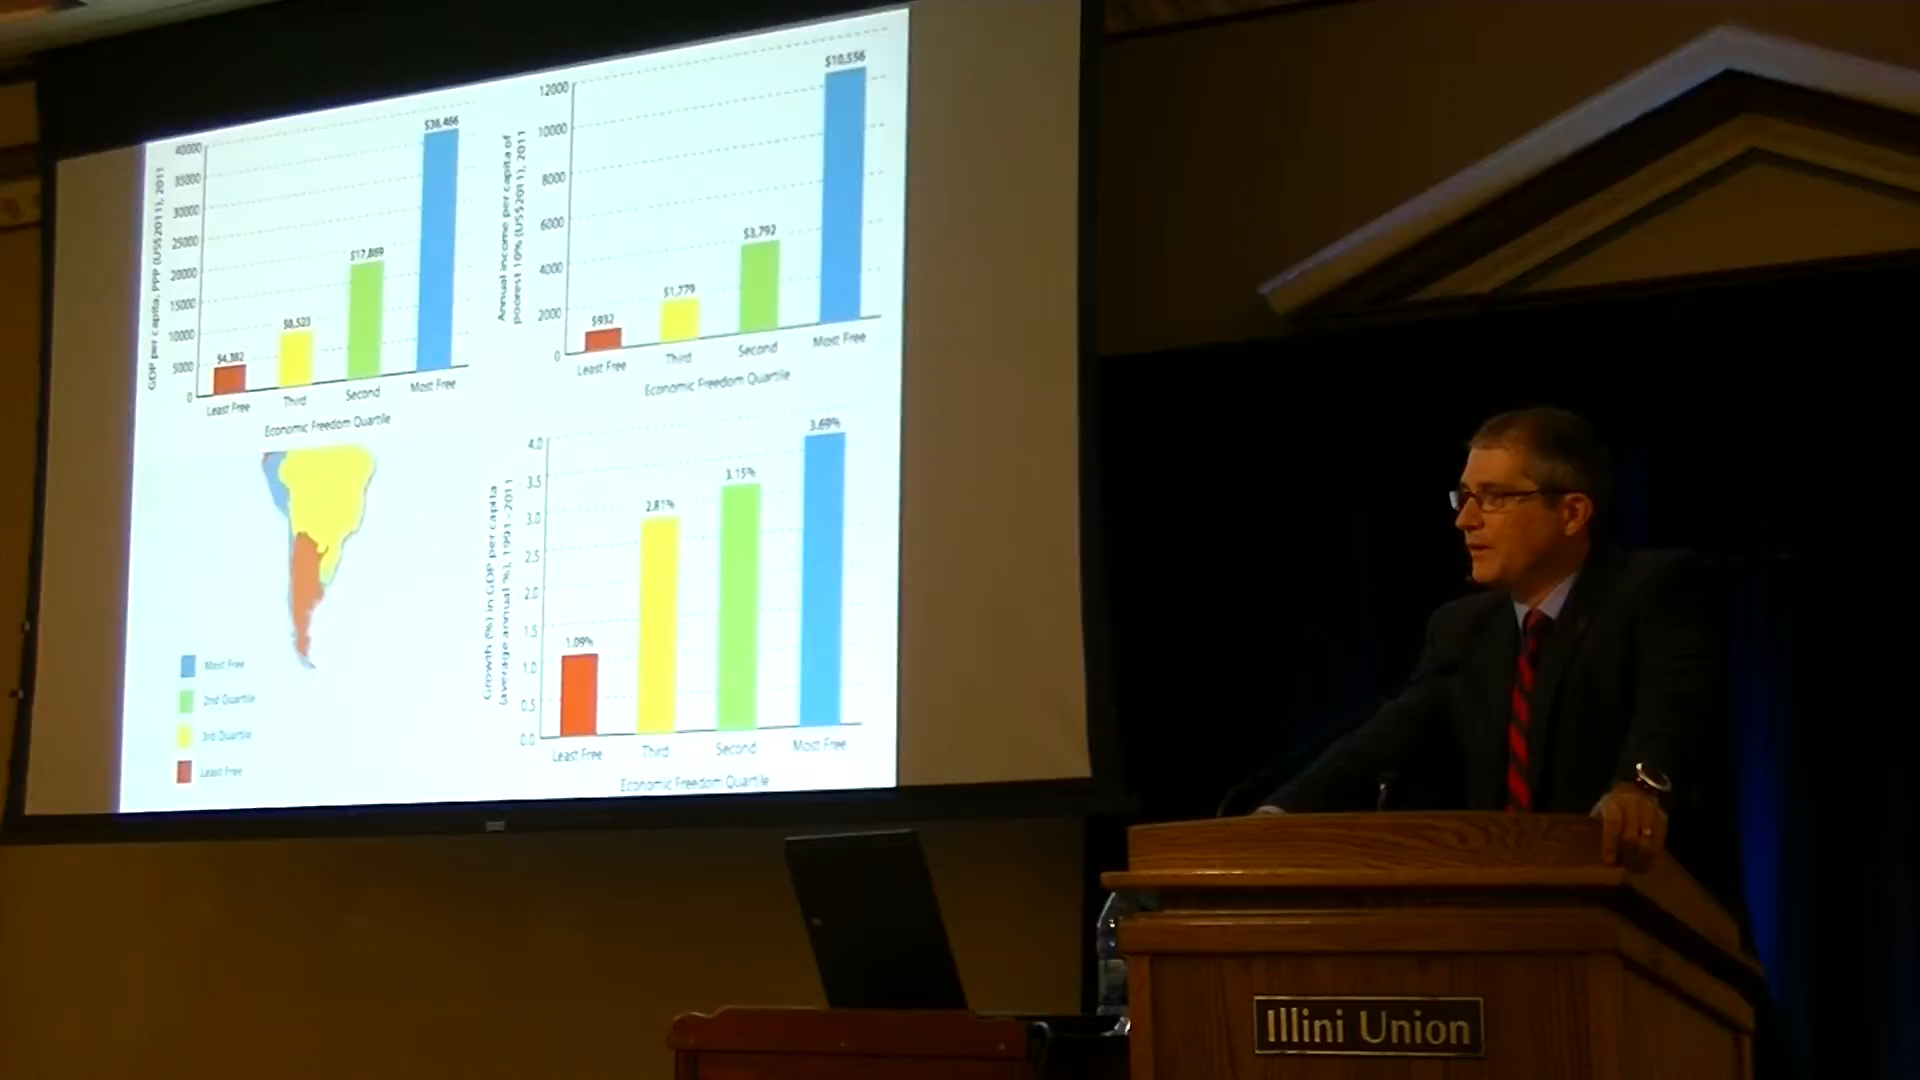 $36,466
40000
35000
30000
25000
$17,869
20000
15000
$8,523
10000
$4,382
5000
0
Least Free
Third
Second
Most Free
Economic Freedom Quartile
GDP per capita, PPP (US$2011), 2011
$10,556
12000
10000
8000
6000
$3,792
4000
$1,779
2000
$932
0
Least Free
Third
Second
Most Free
Economic Freedom Quartile
Annual income per capita of
poorest 10% (US$2011), 2011
Most Free
2nd Quartile
3rd Quartile
Least Free
3.69%
4.0
3.15%
3.5
2.81%
3.0
2.5
2.0
1.5
1.09%
1.0
0.5
0.0
Least Free
Third
Second
Most Free
Economic Freedom Quartile
Growth (%) in GDP per capita
(average annual %), 1991–2011
Illini Union